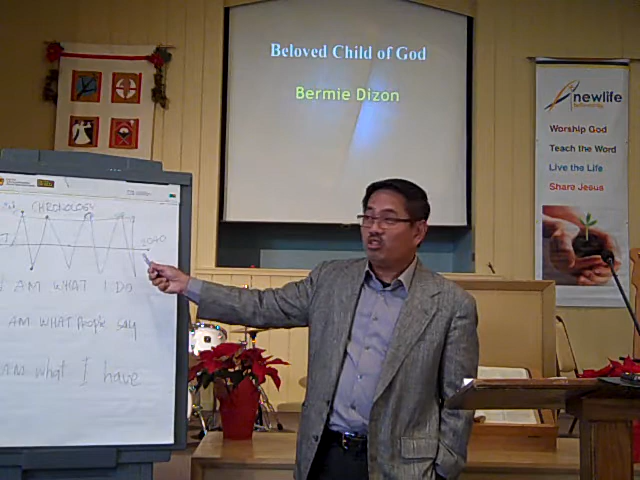 Beloved Child of God
Bermie Dizon
newlife
Worship God
Teach the Word
Live the Life
Share Jesus
CHRONOLOGY
I AM WHAT I DO
AM WHAT People say
AM what I have